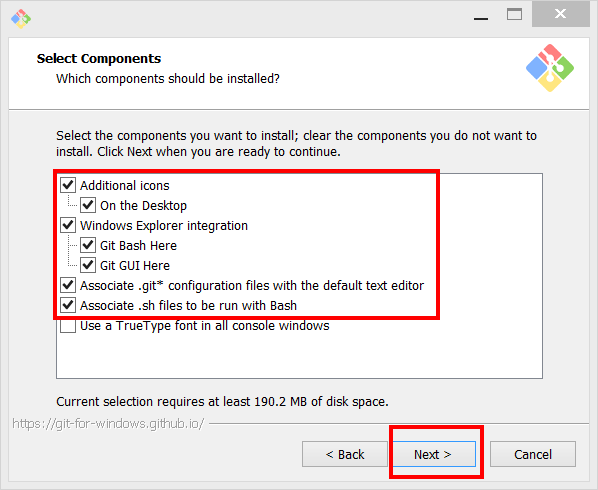 Select Components
Which components should be installed?
Select the components you want to install; clear the components you do not want to
install. Click Next when you are ready to continue.
Additional icons
On the Desktop
Windows Explorer integration
Git Bash Here
Git GUI Here
Associate .git* configuration files with the default text editor
Associate .sh files to be run with Bash
Use a TrueType font in all console windows
Current selection requires at least 190.2 MB of disk space.
https://git-for-windows.github.io/
< Back
Next >
Cancel